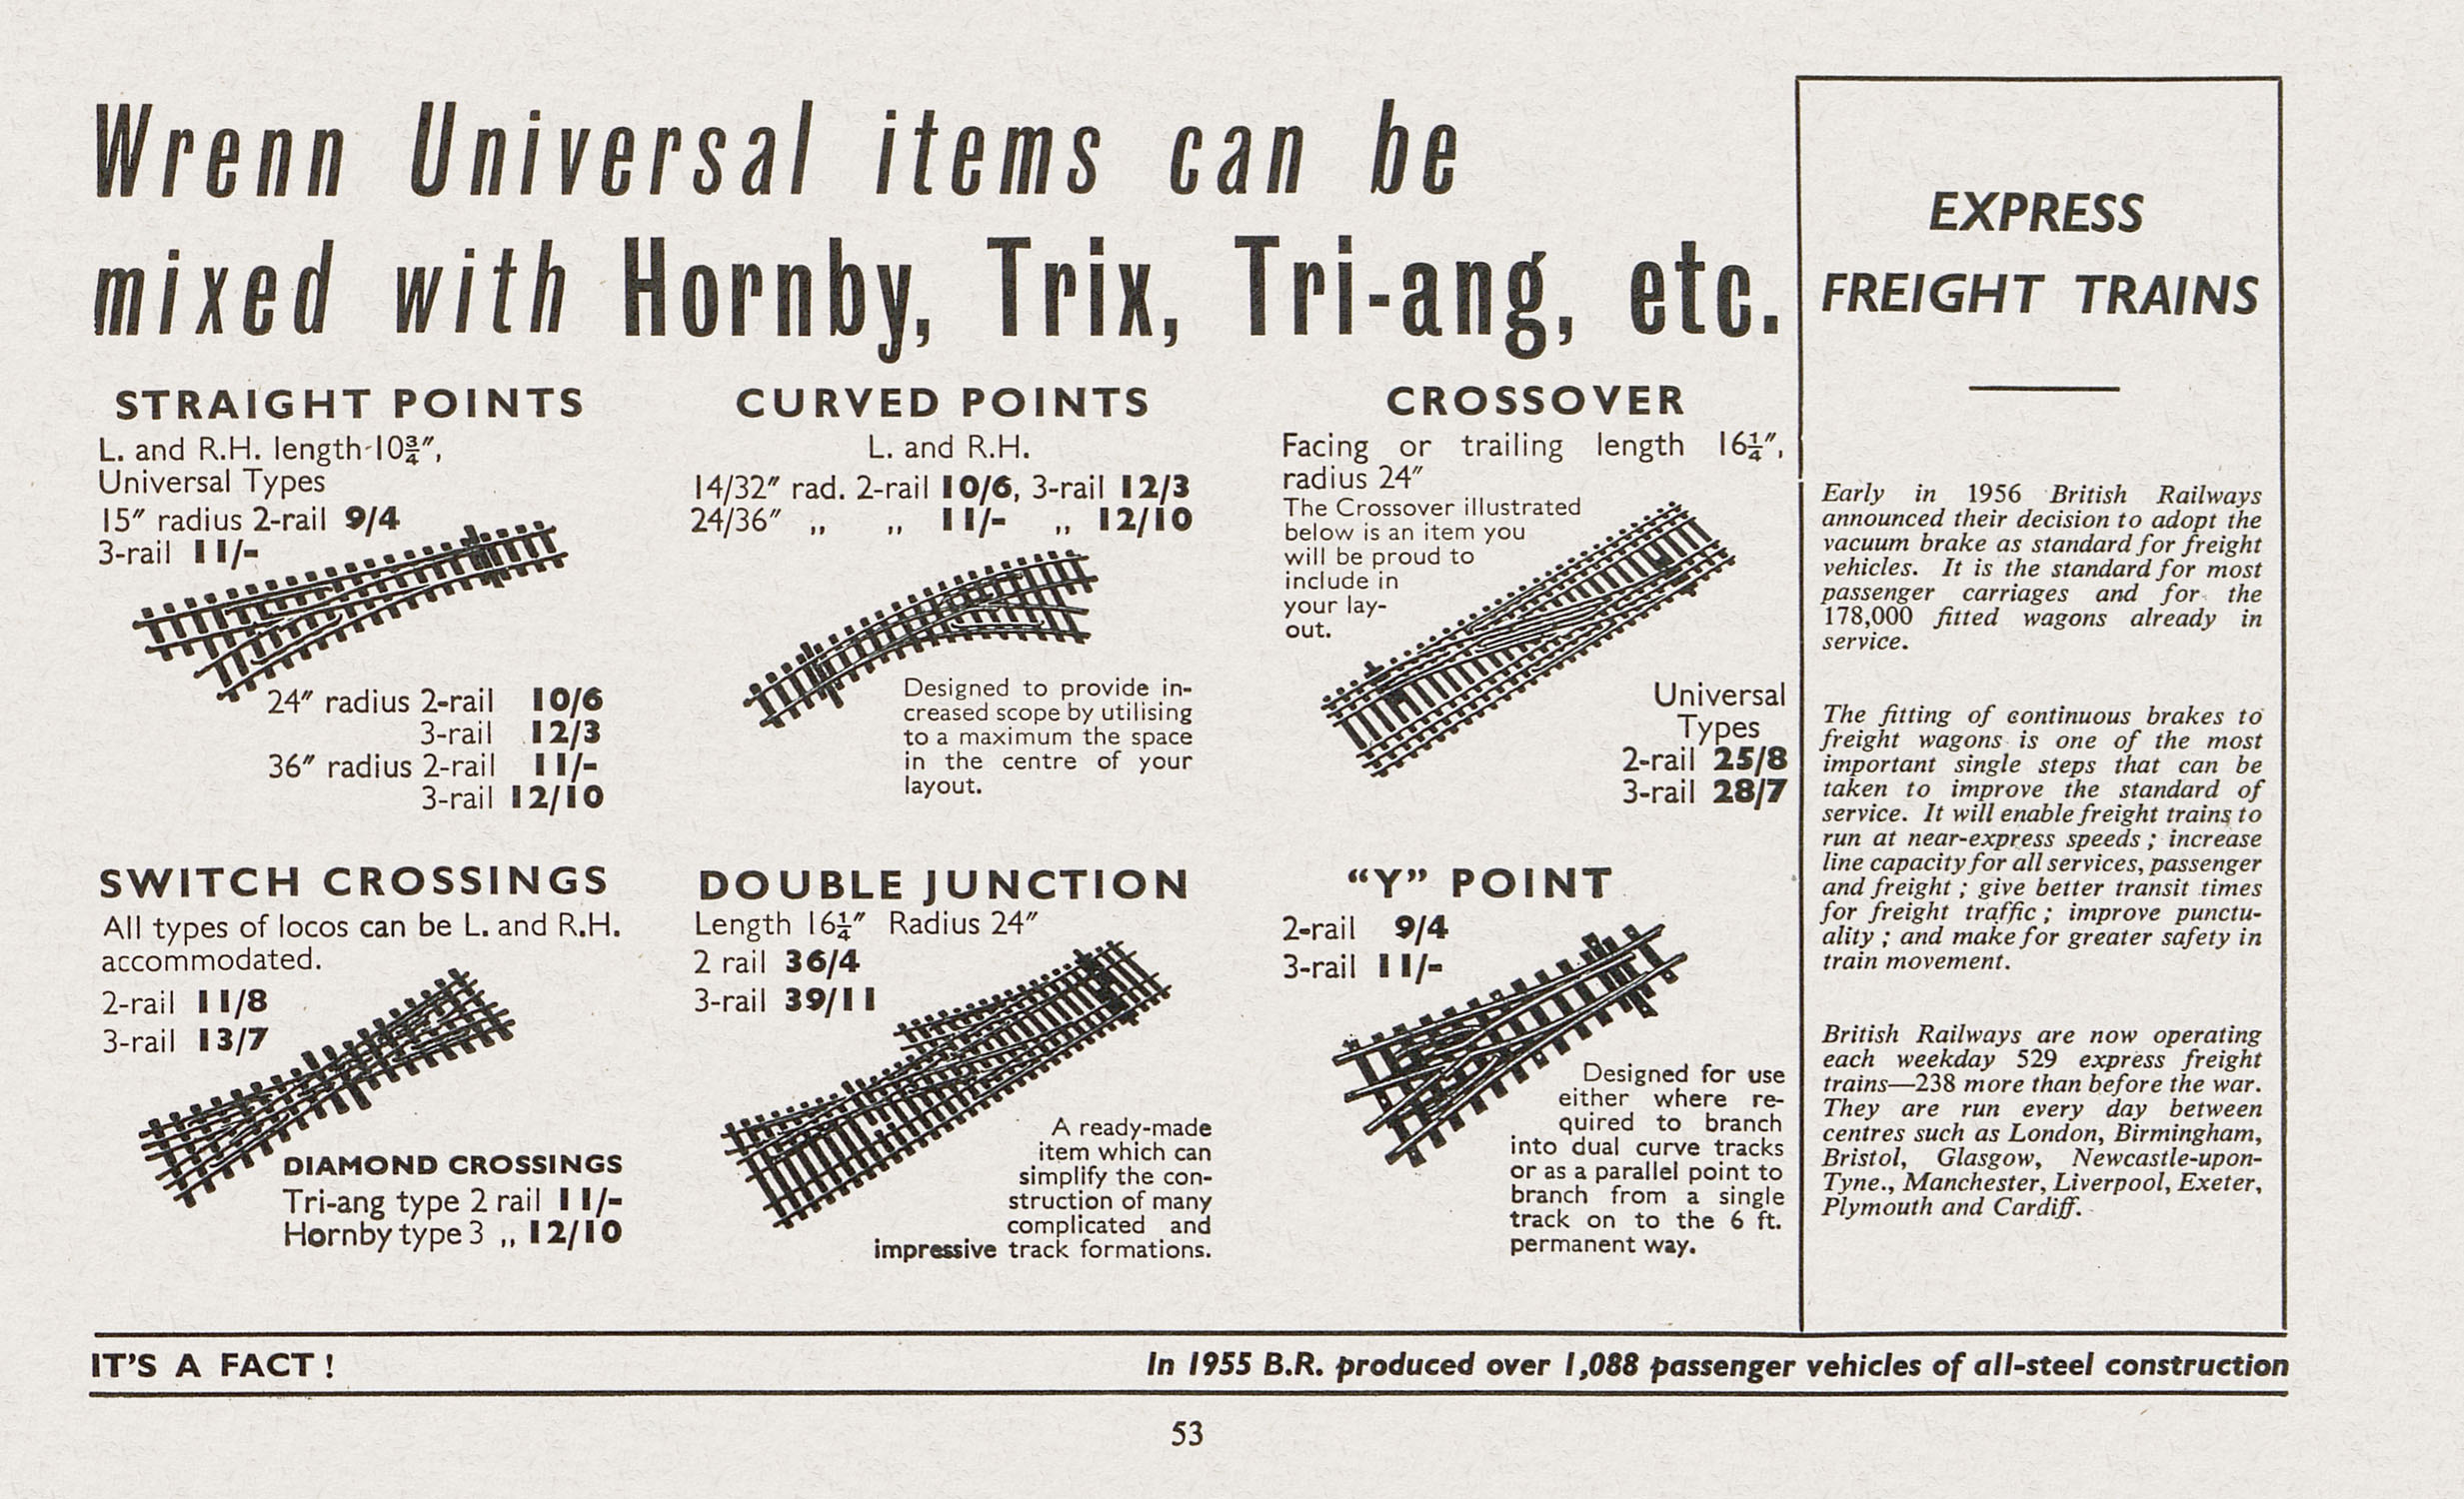 Wrenn Universal items can be
mixed with Hornby, Trix, Tri-ang, etc.
STRAIGHT POINTS
L. and R.H. length 10¾″,
Universal Types
15″ radius 2-rail 9/4
3-rail 11/-
24″ radius 2-rail 10/6
3-rail 12/3
36″ radius 2-rail 11/-
3-rail 12/10
CURVED POINTS
L. and R.H.
14/32″ rad. 2-rail 10/6, 3-rail 12/3
24/36″ ,, ,, 11/- ,, 12/10
Designed to provide in-
creased scope by utilising
to a maximum the space
in the centre of your
layout.
CROSSOVER
Facing or trailing length 16¼″,
radius 24″
The Crossover illustrated
below is an item you
will be proud to
include in
your lay-
out.
Universal
Types
2-rail 25/8
3-rail 28/7
SWITCH CROSSINGS
All types of locos can be L. and R.H.
accommodated.
2-rail 11/8
3-rail 13/7
DIAMOND CROSSINGS
Tri-ang type 2 rail 11/-
Hornby type 3 ,, 12/10
DOUBLE JUNCTION
Length 16¼″ Radius 24″
2 rail 36/4
3-rail 39/11
A ready-made
item which can
simplify the con-
struction of many
complicated and
impressive track formations.
“Y” POINT
2-rail 9/4
3-rail 11/-
Designed for use
either where re-
quired to branch
into dual curve tracks
or as a parallel point to
branch from a single
track on to the 6 ft.
permanent way.
EXPRESS
FREIGHT TRAINS
Early in 1956 British Railways
announced their decision to adopt the
vacuum brake as standard for freight
vehicles. It is the standard for most
passenger carriages and for the
178,000 fitted wagons already in
service.
The fitting of continuous brakes to
freight wagons is one of the most
important single steps that can be
taken to improve the standard of
service. It will enable freight trains to
run at near-express speeds ; increase
line capacity for all services, passenger
and freight ; give better transit times
for freight traffic ; improve punctu-
ality ; and make for greater safety in
train movement.
British Railways are now operating
each weekday 529 express freight
trains—238 more than before the war.
They are run every day between
centres such as London, Birmingham,
Bristol, Glasgow, Newcastle-upon-
Tyne., Manchester, Liverpool, Exeter,
Plymouth and Cardiff.
IT'S A FACT !
In 1955 B.R. produced over 1,088 passenger vehicles of all-steel construction
53